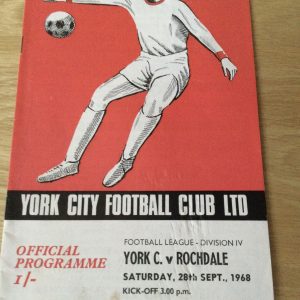 YORK CITY FOOTBALL CLUB LTD
OFFICIAL
PROGRAMME
1/-
FOOTBALL LEAGUE - DIVISION IV
YORK C. v ROCHDALE
SATURDAY, 28th SEPT., 1968
KICK-OFF 3.00 p.m.